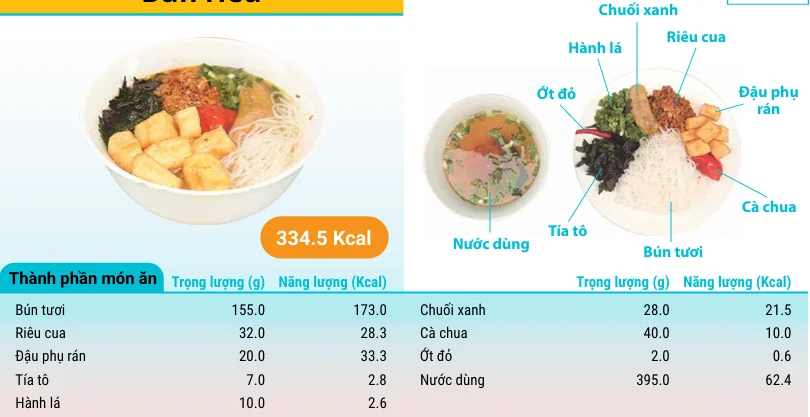 Chuối xanh
Hành lá
Riêu cua
Ớt đỏ
Đậu phụ
rán
Cà chua
Tía tô
Nước dùng
Bún tươi
334.5 Kcal
Thành phần món ăn Trọng lượng (g) Năng lượng (Kcal)
Bún tươi 155.0 173.0
Riêu cua 32.0 28.3
Đậu phụ rán 20.0 33.3
Tía tô 7.0 2.8
Hành lá 10.0 2.6
Trọng lượng (g) Năng lượng (Kcal)
Chuối xanh 28.0 21.5
Cà chua 40.0 10.0
Ớt đỏ 2.0 0.6
Nước dùng 395.0 62.4